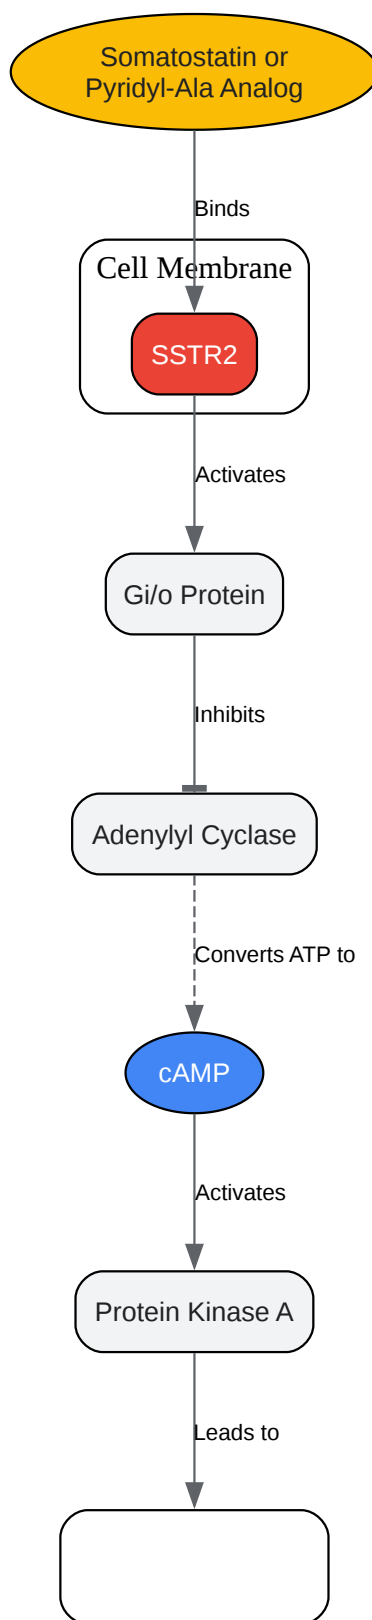 Somatostatin or
Pyridyl-Ala Analog
Binds
Cell Membrane
SSTR2
Activates
Gi/o Protein
Inhibits
Adenylyl Cyclase
Converts ATP to
cAMP
Activates
Protein Kinase A
Leads to